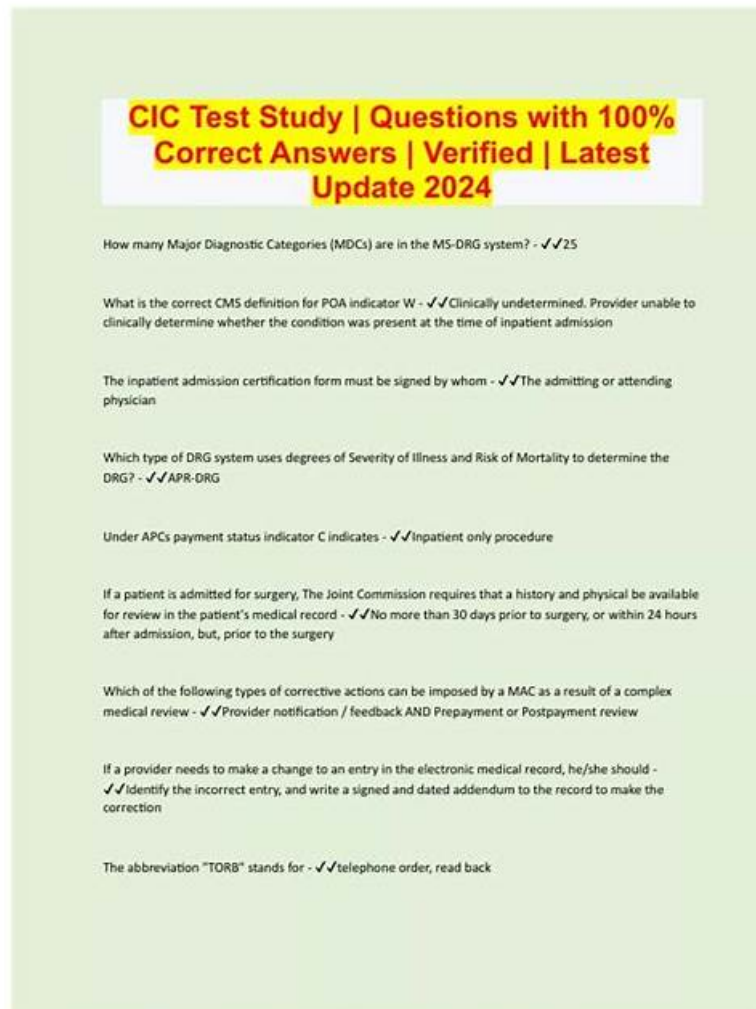 CIC Test Study | Questions with 100%
Correct Answers | Verified | Latest
Update 2024
How many Major Diagnostic Categories (MDCs) are in the MS-DRG system? - ✓✓25
What is the correct CMS definition for POA indicator W - ✓✓Clinically undetermined. Provider unable to
clinically determine whether the condition was present at the time of inpatient admission
The inpatient admission certification form must be signed by whom - ✓✓The admitting or attending
physician
Which type of DRG system uses degrees of Severity of Illness and Risk of Mortality to determine the
DRG? - ✓✓APR-DRG
Under APCs payment status indicator C indicates - ✓✓Inpatient only procedure
If a patient is admitted for surgery, The Joint Commission requires that a history and physical be available
for review in the patient's medical record - ✓✓No more than 30 days prior to surgery, or within 24 hours
after admission, but, prior to the surgery
Which of the following types of corrective actions can be imposed by a MAC as a result of a complex
medical review - ✓✓Provider notification / feedback AND Prepayment or Postpayment review
If a provider needs to make a change to an entry in the electronic medical record, he/she should -
✓✓Identify the incorrect entry, and write a signed and dated addendum to the record to make the
correction
The abbreviation "TORB" stands for - ✓✓telephone order, read back